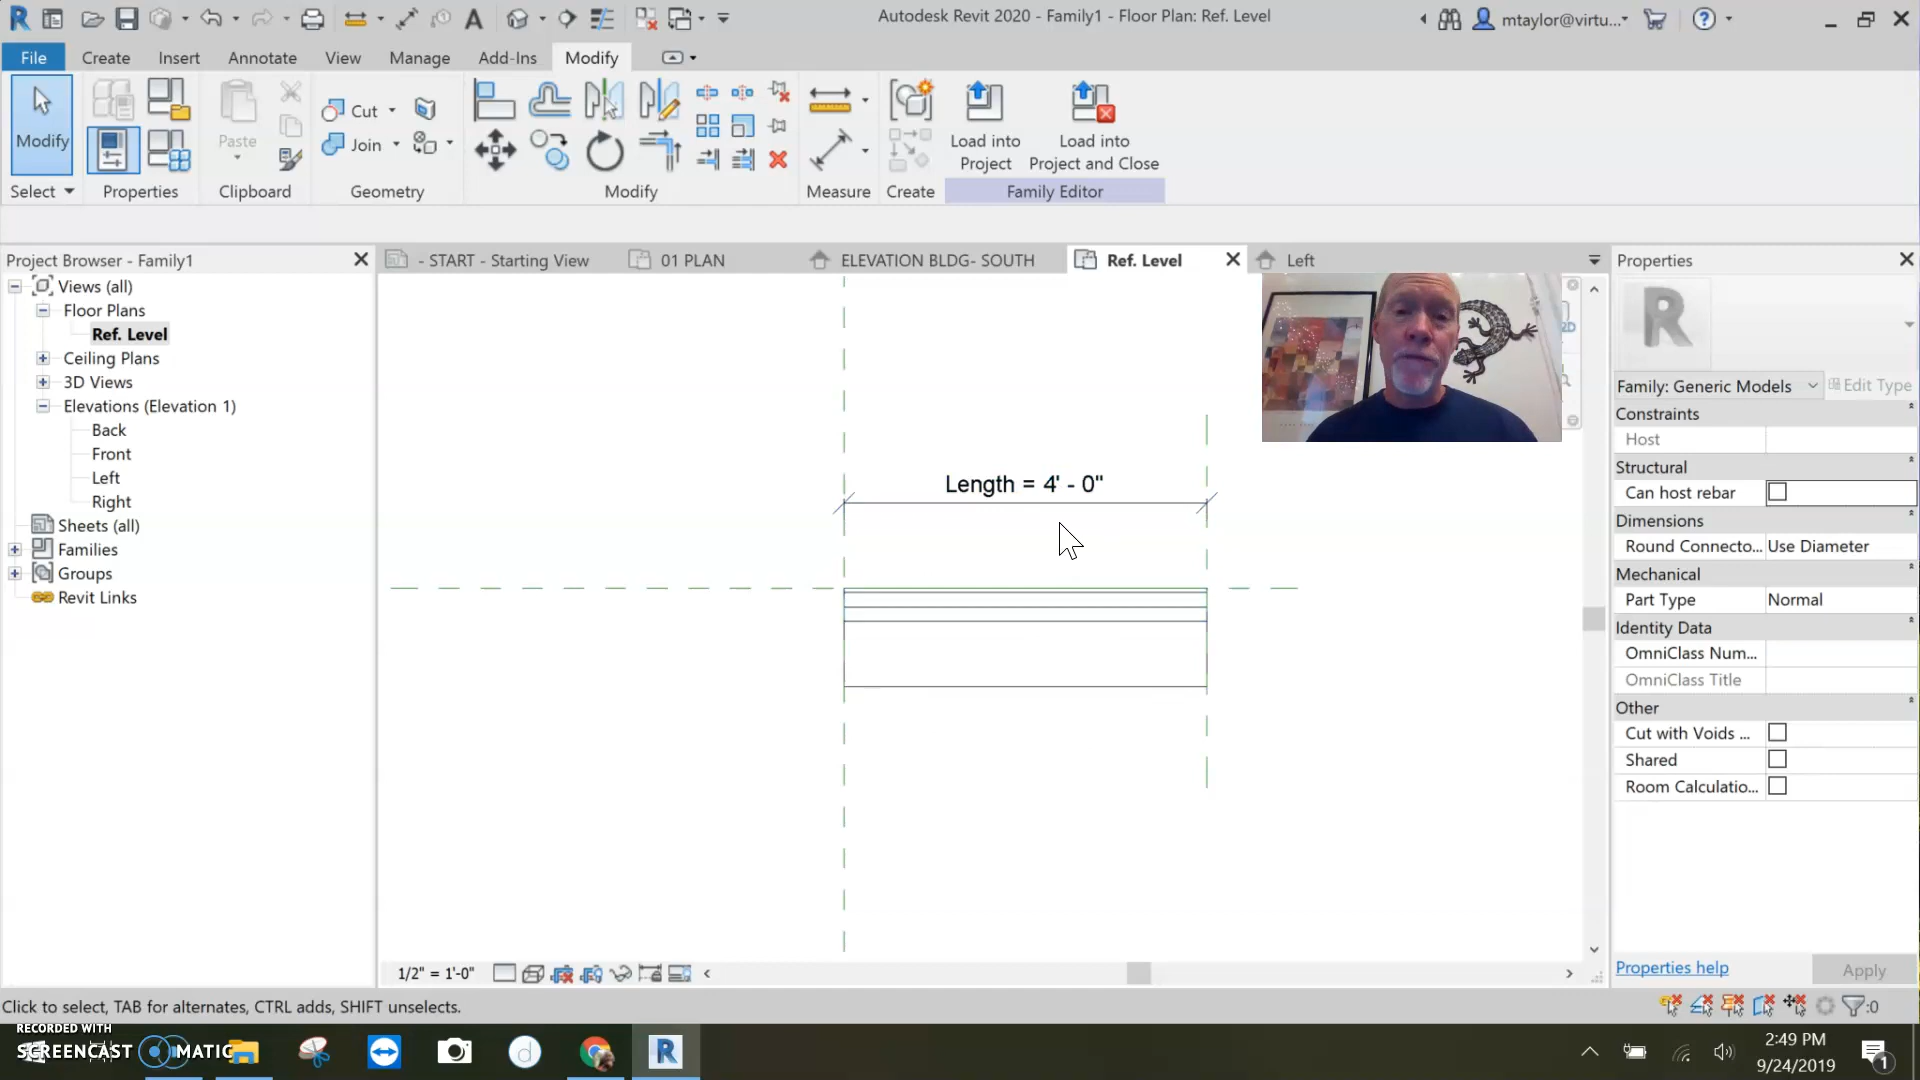 Autodesk Revit 2020 - Family1 - Floor Plan: Ref. Level
mtaylor@virtu...
File
Create
Insert
Annotate
View
Manage
Add-Ins
Modify
Modify
Paste
Cut
Join
Load into
Project
Load into
Project and Close
Select
Properties
Clipboard
Geometry
Modify
Measure
Create
Family Editor
Project Browser - Family1
- START - Starting View
01 PLAN
ELEVATION BLDG- SOUTH
Ref. Level
Left
Properties
Views (all)
Floor Plans
Ref. Level
Ceiling Plans
3D Views
Elevations (Elevation 1)
Back
Front
Left
Right
Sheets (all)
Families
Groups
Revit Links
Length = 4' - 0"
Family: Generic Models
Edit Type
Constraints
Host
Structural
Can host rebar
Dimensions
Round Connecto... Use Diameter
Mechanical
Part Type Normal
Identity Data
OmniClass Num...
OmniClass Title
Other
Cut with Voids ...
Shared
Room Calculatio...
Properties help
Apply
1/2" = 1'-0"
Click to select, TAB for alternates, CTRL adds, SHIFT unselects.
:0
RECORDED WITH
SCREENCAST MATIC
2:49 PM
9/24/2019
1